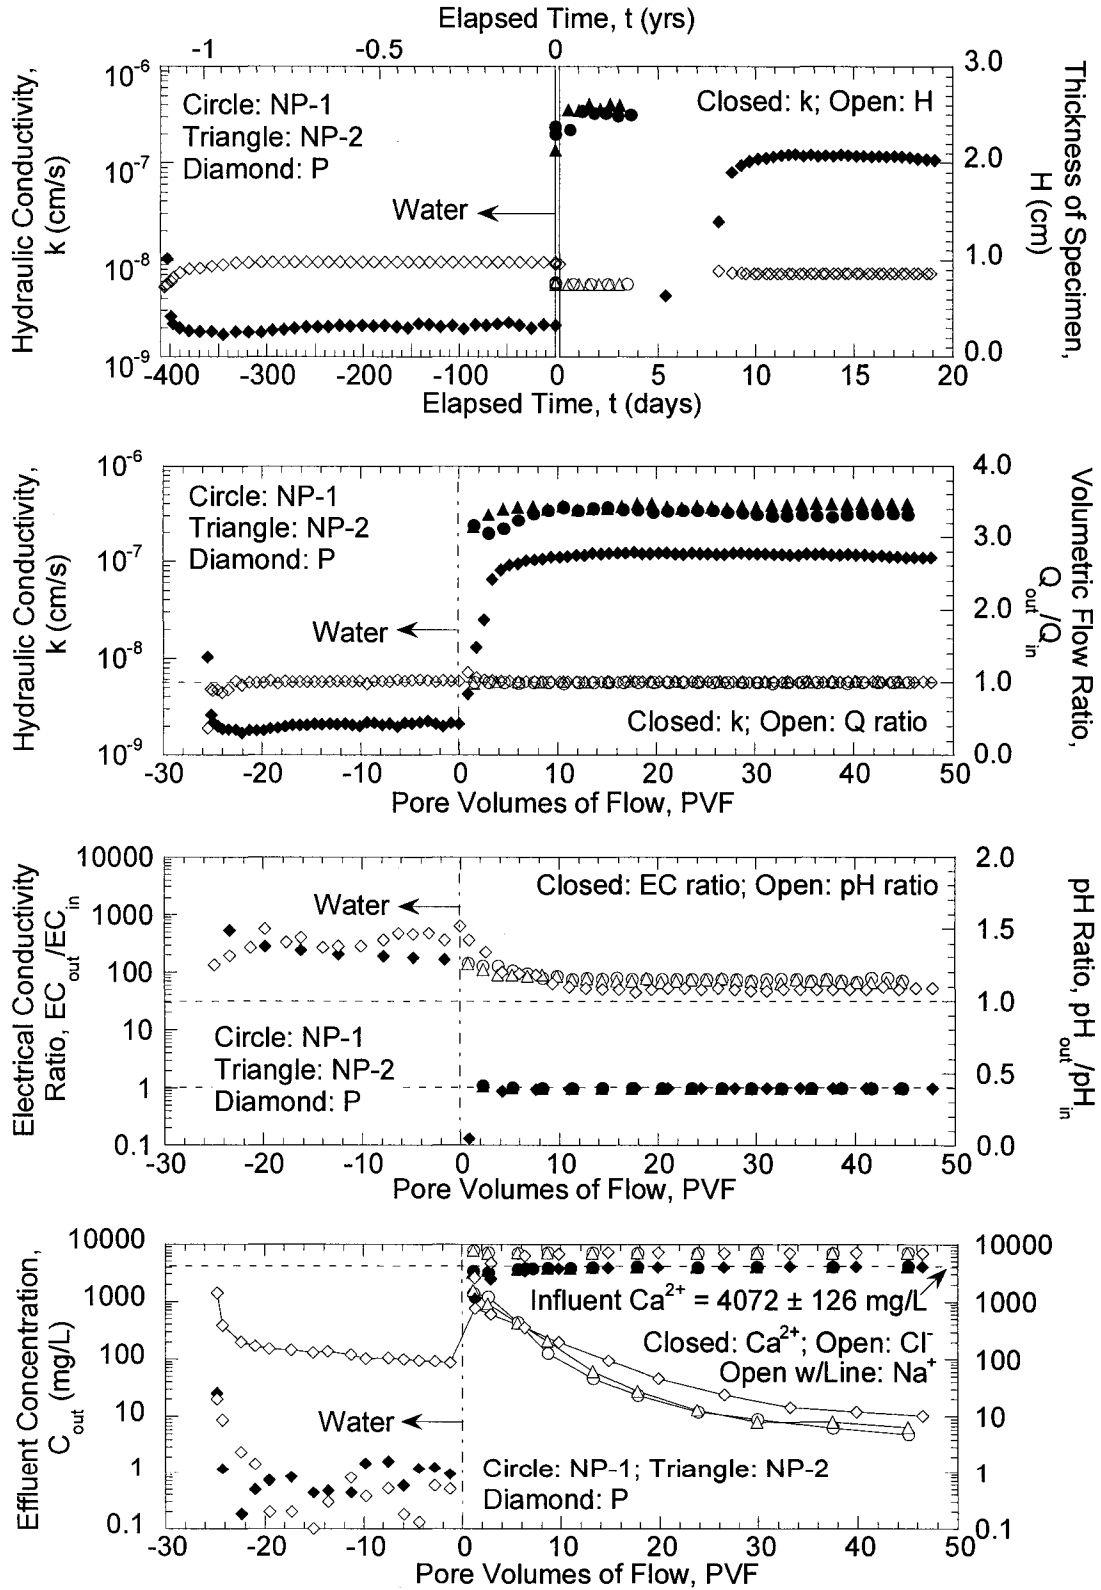 Elapsed Time, t (yrs)
-1 -0.5 0 0.5
10⁻⁶ 3.0
Circle: NP-1 Closed: k; Open: H
Triangle: NP-2
Diamond: P
10⁻⁷ 2.0
Water
10⁻⁸ 1.0
10⁻⁹ 0.0
-400 -300 -200 -100 0 5 10 15 20
Elapsed Time, t (days)
Hydraulic Conductivity,
k (cm/s)
Thickness of Specimen,
H (cm)
10⁻⁶ 4.0
Circle: NP-1
Triangle: NP-2
Diamond: P
3.0
10⁻⁷
2.0
Water
10⁻⁸
1.0
Closed: k; Open: Q ratio
10⁻⁹ 0.0
-30 -20 -10 0 10 20 30 40 50
Pore Volumes of Flow, PVF
Hydraulic Conductivity,
k (cm/s)
Volumetric Flow Ratio,
Q_out/Q_in
10000 2.0
Closed: EC ratio; Open: pH ratio
Water
1000
1.5
100
1.0
10
Circle: NP-1
Triangle: NP-2
Diamond: P
1 0.5
0.1 0.0
-30 -20 -10 0 10 20 30 40 50
Pore Volumes of Flow, PVF
Electrical Conductivity
Ratio, EC_out/EC_in
pH Ratio, pH_out/pH_in
10000 10000
Influent Ca²⁺ = 4072 ± 126 mg/L
1000 1000
Closed: Ca²⁺; Open: Cl⁻
Open w/Line: Na⁺
100 100
10 10
Water
1 1
Circle: NP-1; Triangle: NP-2
Diamond: P
0.1 0.1
-30 -20 -10 0 10 20 30 40 50
Pore Volumes of Flow, PVF
Effluent Concentration,
C_out (mg/L)